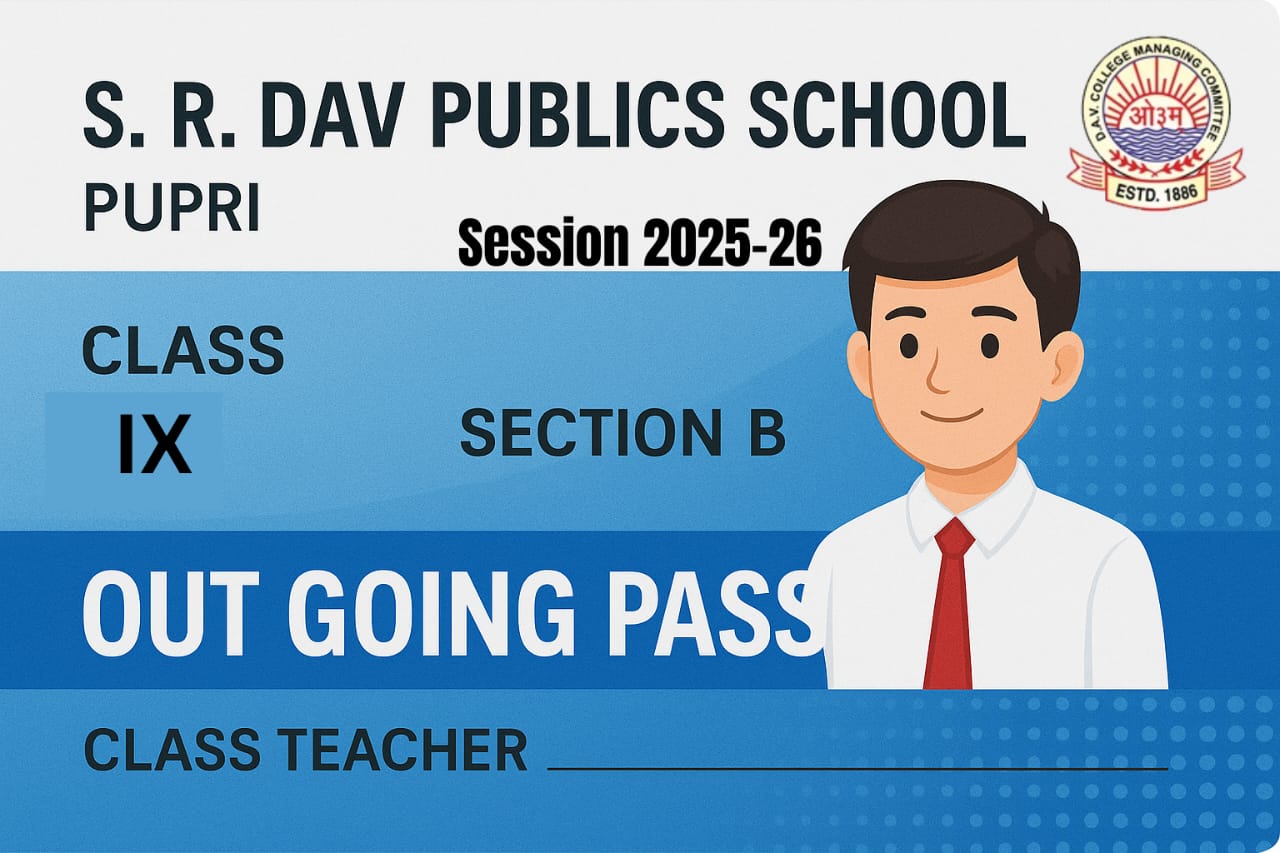 S. R. DAV PUBLICS SCHOOL
PUPRI
D.A.V. COLLEGE MANAGING COMMITTEE
ओ३म्
ESTD. 1886
Session 2025-26
CLASS
IX
SECTION B
OUT GOING PASS
CLASS TEACHER